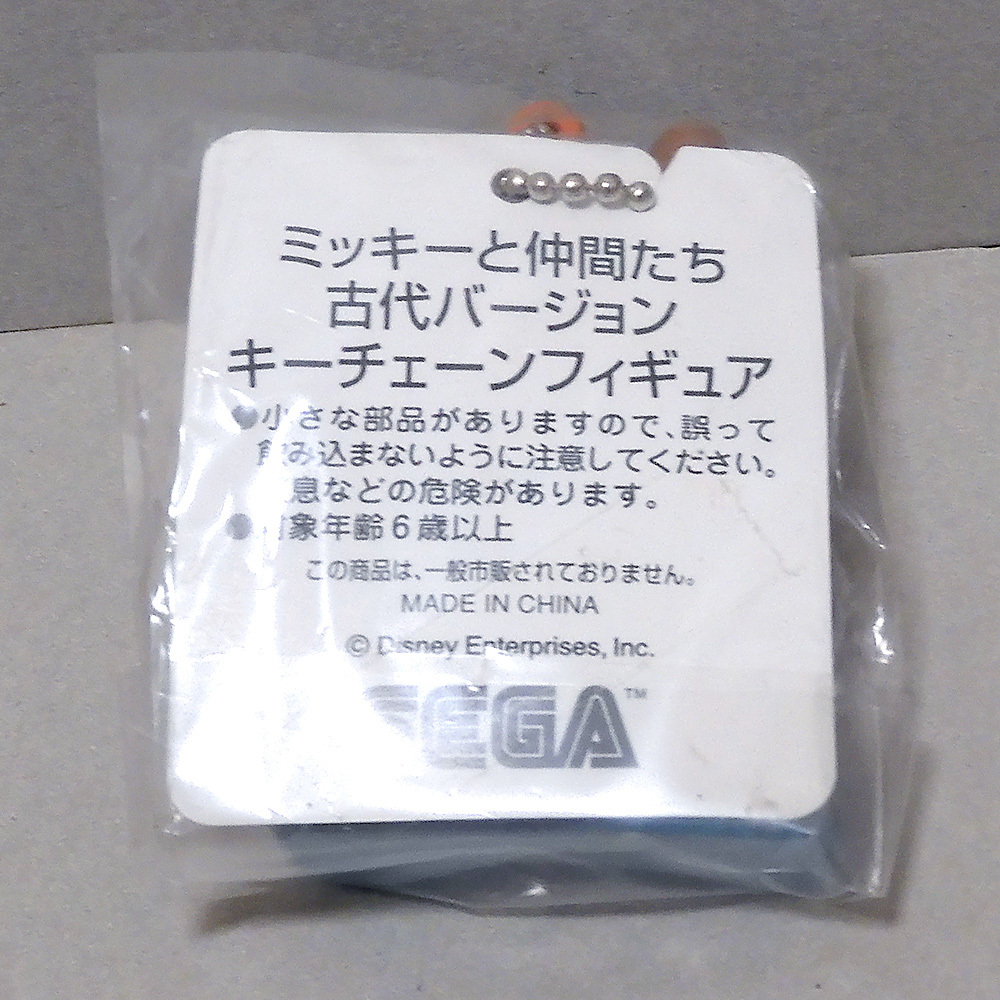 ミッキーと仲間たち
古代バージョン
キーチェーンフィギュア
●小さな部品がありますので、誤って
飲み込まないように注意してください。
息などの危険があります。
●対象年齢6歳以上
この商品は、一般市販されておりません。
MADE IN CHINA
© Disney Enterprises, Inc.
SEGA™